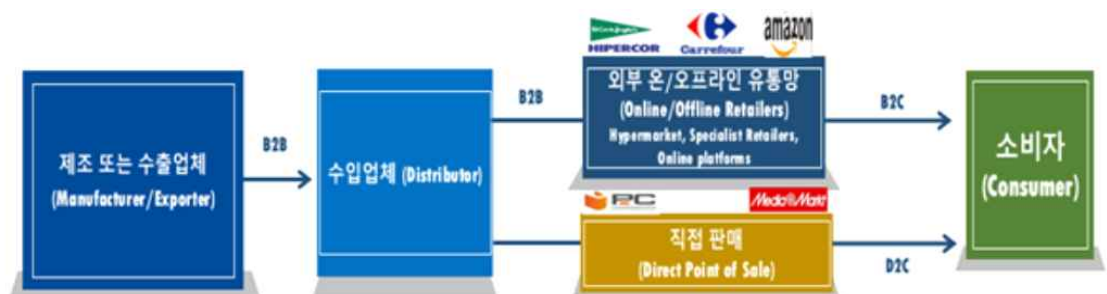 HIPERCOR
Carrefour
amazon
제조 또는 수출업체
(Manufacturer/Exporter)
B2B
수입업체 (Distributor)
B2B
외부 온/오프라인 유통망
(Online/Offline Retailers)
Hypermarket, Specialist Retailers,
Online platforms
B2C
소비자
(Consumer)
PC
Media Markt
직접 판매
(Direct Point of Sale)
D2C